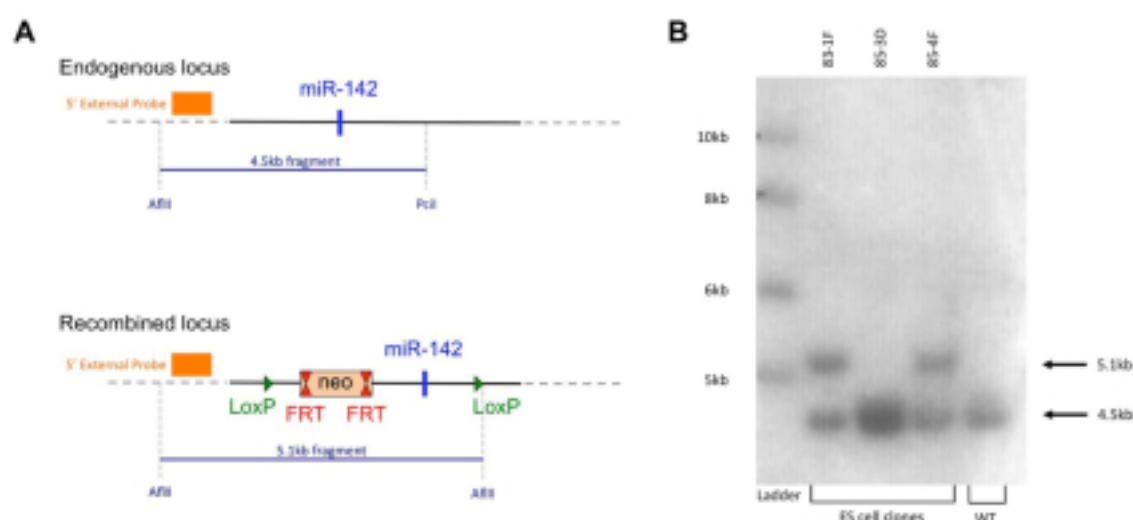 A
Endogenous locus
miR-142
5' External Probe
4.5kb fragment
AflII
PciI
Recombined locus
5' External Probe
miR-142
neo
LoxP
FRT
FRT
LoxP
5.1kb fragment
AflII
AflII
B
83-1F
85-3D
85-4F
10kb
8kb
6kb
5kb
5.1kb
4.5kb
Ladder
ES cell clones
WT